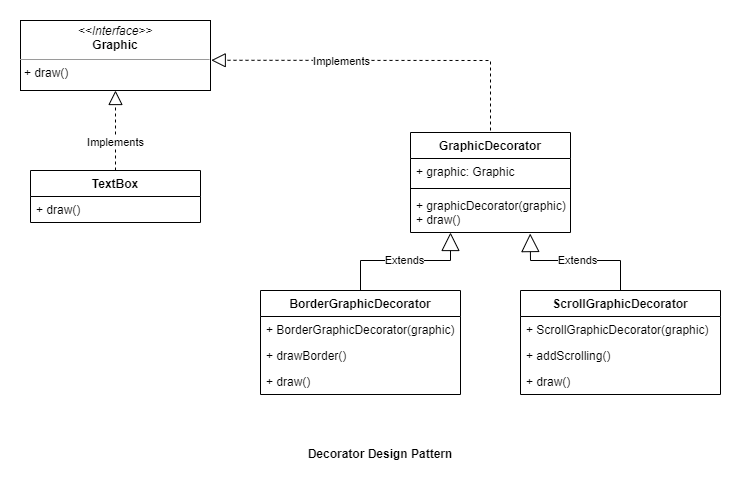 <<Interface>>
Graphic
+ draw()
Implements
Implements
TextBox
+ draw()
GraphicDecorator
+ graphic: Graphic
+ graphicDecorator(graphic)
+ draw()
Extends
Extends
BorderGraphicDecorator
+ BorderGraphicDecorator(graphic)
+ drawBorder()
+ draw()
ScrollGraphicDecorator
+ ScrollGraphicDecorator(graphic)
+ addScrolling()
+ draw()
Decorator Design Pattern